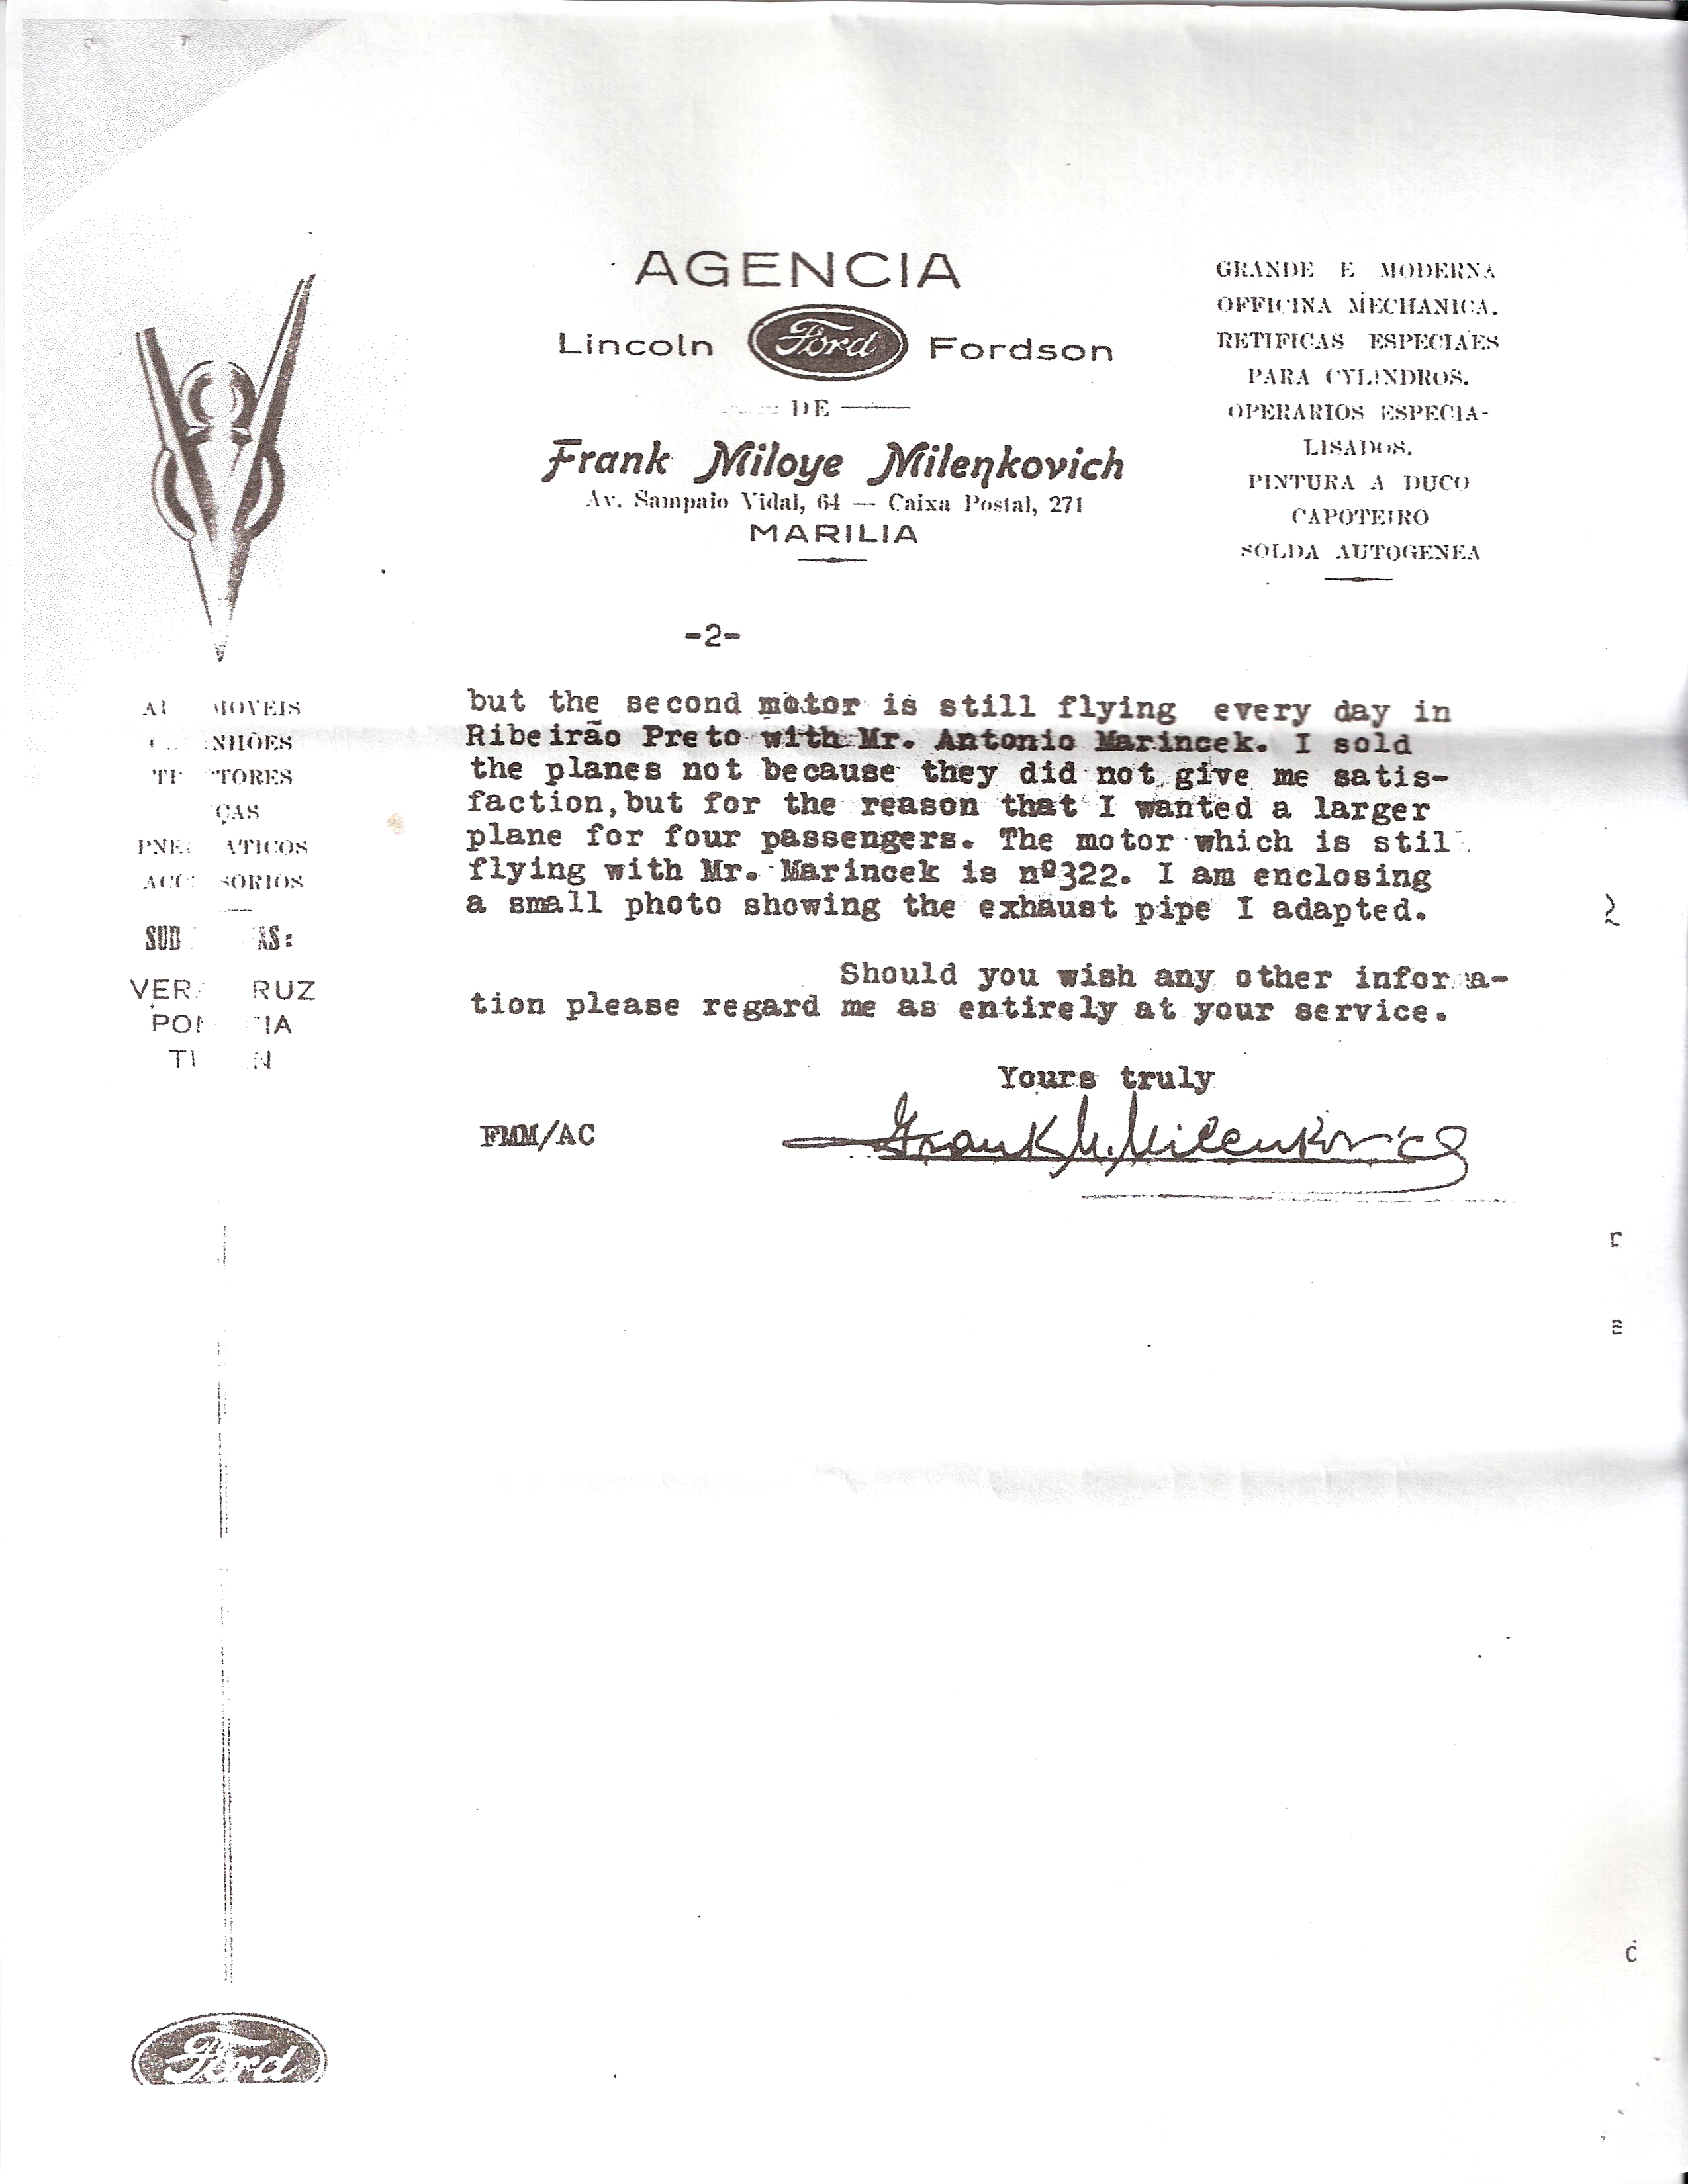 AGENCIA
Lincoln Ford Fordson
DE
Frank Miloye Milenkovich
Av. Sampaio Vidal, 64 — Caixa Postal, 271
MARILIA
GRANDE E MODERNA
OFFICINA MECHANICA.
RETIFICAS ESPECIAES
PARA CYLINDROS.
OPERARIOS ESPECIA-
LISADOS.
PINTURA A DUCO
CAPOTEIRO
SOLDA AUTOGENEA
-2-
but the second motor is still flying every day in
Ribeirão Preto with Mr. Antonio Marincek. I sold
the planes not because they did not give me satis-
faction,but for the reason that I wanted a larger
plane for four passengers. The motor which is stil
flying with Mr. Marincek is nº322. I am enclosing
a small photo showing the exhaust pipe I adapted.
Should you wish any other informa-
tion please regard me as entirely at your service.
Yours truly
FMM/AC
Frank M. Milenkovich
Ford